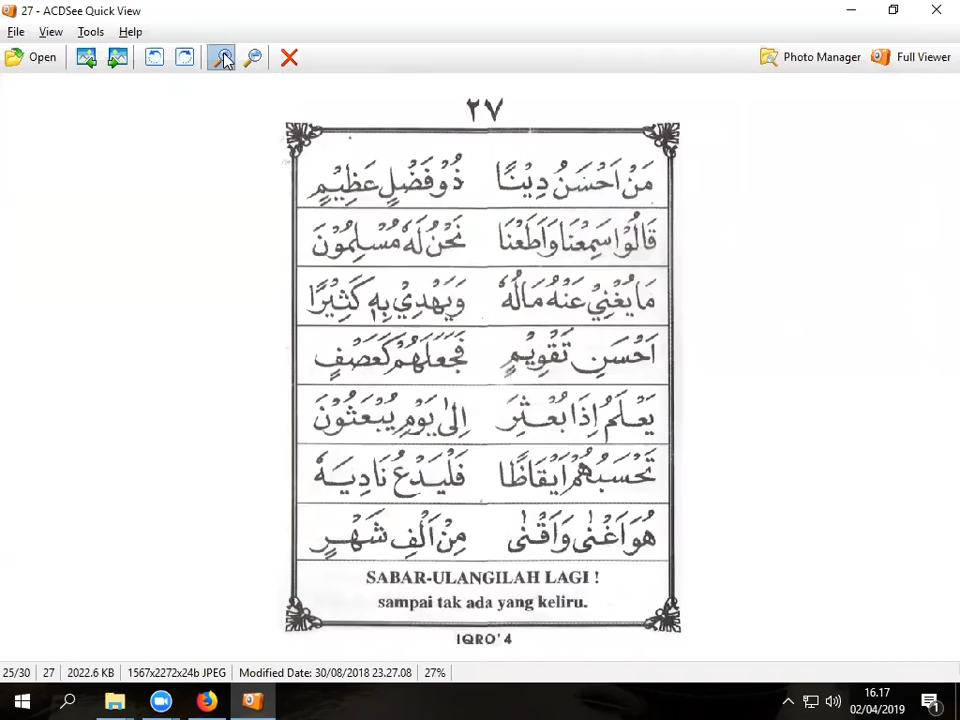 27 - ACDSee Quick View
File View Tools Help
Open Photo Manager Full Viewer
٢٧
مَنْ اَحْسَنُ دِيْنًا ذُوْ فَضْلٍ عَظِيْمٍ
قَالُوْا سَمِعْنَا وَاَطَعْنَا نَحْنُ لَهٗ مُسْلِمُوْنَ
مَا يُغْنِيْ عَنْهُ مَالُهٗ وَيَهْدِيْ بِهٖ كَثِيْرًا
اَحْسَنِ تَقْوِيْمٍ فَجَعَلَهُمْ كَعَصْفٍ
يَعْلَمُ اِذَا بُعْثِرَ اِلىٰ يَوْمِ يُبْعَثُوْنَ
تَحْسَبُهُمْ اَيْقَاظًا فَلْيَدْعُ نَادِيَهٗ
هُوَ اَغْنٰى وَاَقْنٰى مِنْ اَلْفِ شَهْرٍ
SABAR-ULANGILAH LAGI !
sampai tak ada yang keliru.
IQRO' 4
25/30 27 2022.6 KB 1567x2272x24b JPEG Modified Date: 30/08/2018 23.27.08 27%
16.17
02/04/2019
1